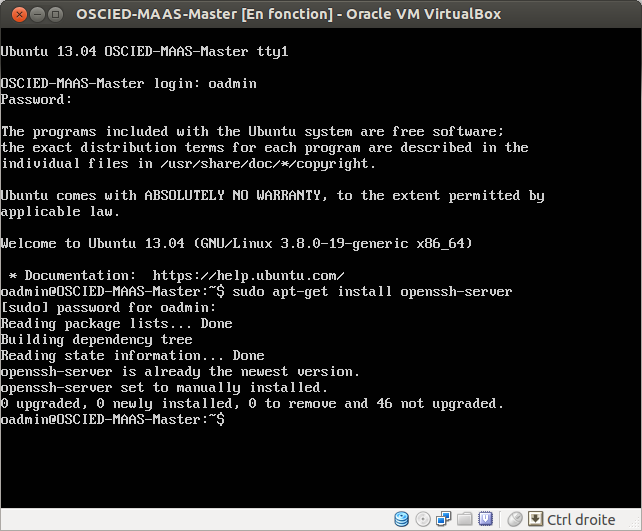 OSCIED-MAAS-Master [En fonction] - Oracle VM VirtualBox
Ubuntu 13.04 OSCIED-MAAS-Master tty1
OSCIED-MAAS-Master login: oadmin
Password:
The programs included with the Ubuntu system are free software;
the exact distribution terms for each program are described in the
individual files in /usr/share/doc/*/copyright.
Ubuntu comes with ABSOLUTELY NO WARRANTY, to the extent permitted by
applicable law.
Welcome to Ubuntu 13.04 (GNU/Linux 3.8.0-19-generic x86_64)
* Documentation:  https://help.ubuntu.com/
oadmin@OSCIED-MAAS-Master:~$ sudo apt-get install openssh-server
[sudo] password for oadmin:
Reading package lists... Done
Building dependency tree
Reading state information... Done
openssh-server is already the newest version.
openssh-server set to manually installed.
0 upgraded, 0 newly installed, 0 to remove and 46 not upgraded.
oadmin@OSCIED-MAAS-Master:~$
Ctrl droite